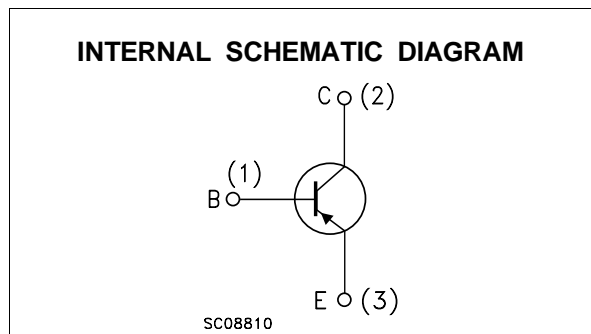 INTERNAL SCHEMATIC DIAGRAM
C (2)
(1)
B
E (3)
SC08810